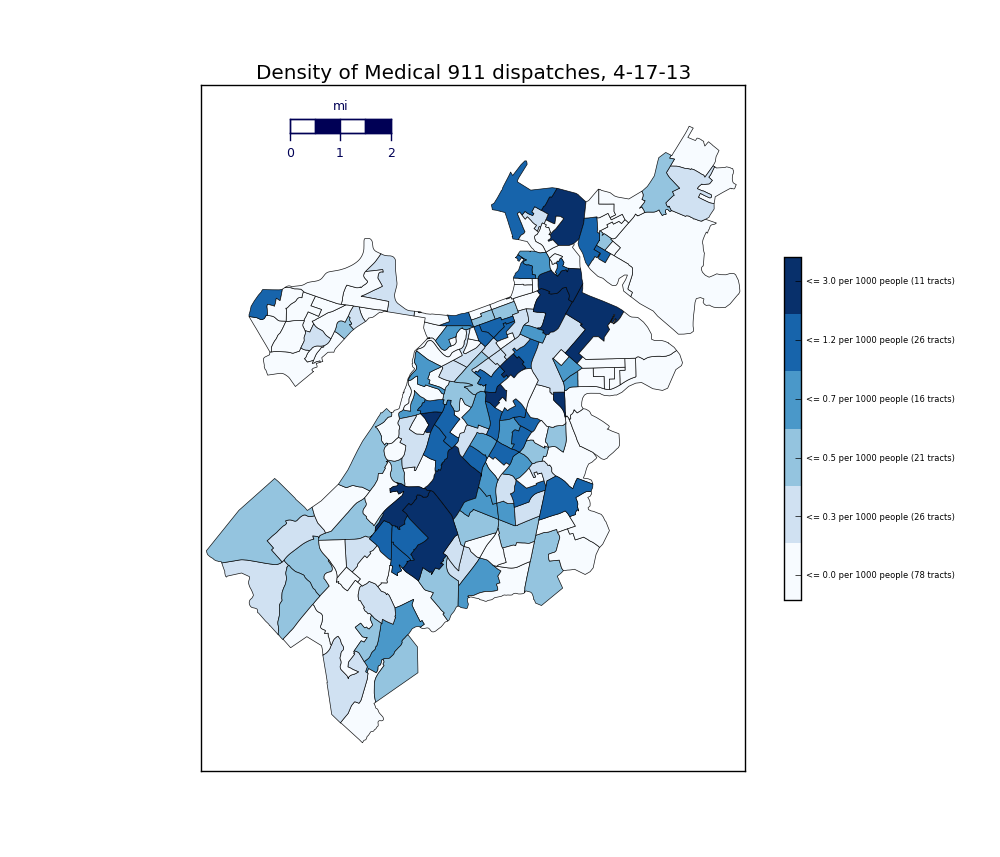 Density of Medical 911 dispatches, 4-17-13
mi
0 1 2
<= 3.0 per 1000 people (11 tracts)
<= 1.2 per 1000 people (26 tracts)
<= 0.7 per 1000 people (16 tracts)
<= 0.5 per 1000 people (21 tracts)
<= 0.3 per 1000 people (26 tracts)
<= 0.0 per 1000 people (78 tracts)